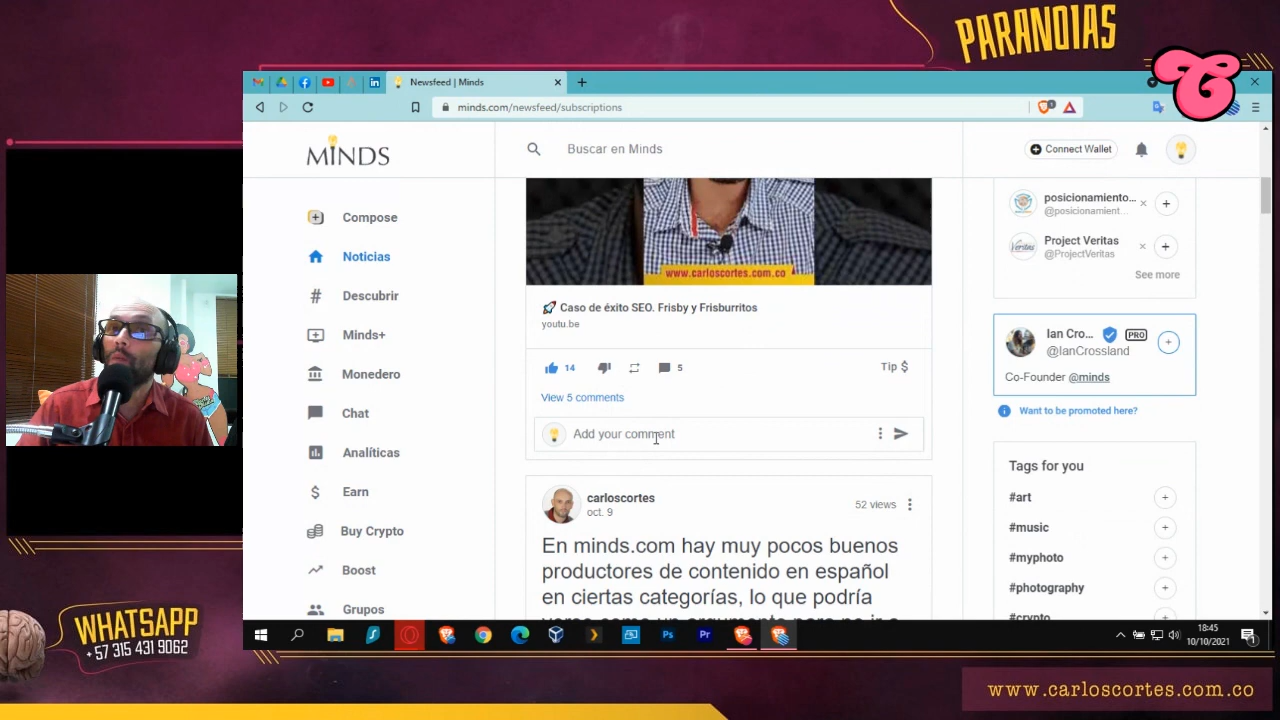 PARANOIAS
Newsfeed | Minds
minds.com/newsfeed/subscriptions
MINDS
Buscar en Minds
Connect Wallet
Compose
Noticias
Descubrir
Minds+
Monedero
Chat
Analíticas
Earn
Buy Crypto
Boost
Grupos
www.carloscortes.com.co
Caso de éxito SEO. Frisby y Frisburritos
youtu.be
14
5
Tip $
View 5 comments
Add your comment
carloscortes
oct. 9
52 views
En minds.com hay muy pocos buenos
productores de contenido en español
en ciertas categorías, lo que podría
posicionamiento...
@posicionamient...
Veritas
Project Veritas
@ProjectVeritas
See more
Ian Cro...
PRO
@IanCrossland
Co-Founder @minds
Want to be promoted here?
Tags for you
#art
#music
#myphoto
#photography
#crypto
Ps
Pr
18:45
10/10/2021
WHATSAPP
+ 57 315 431 9062
www.carloscortes.com.co